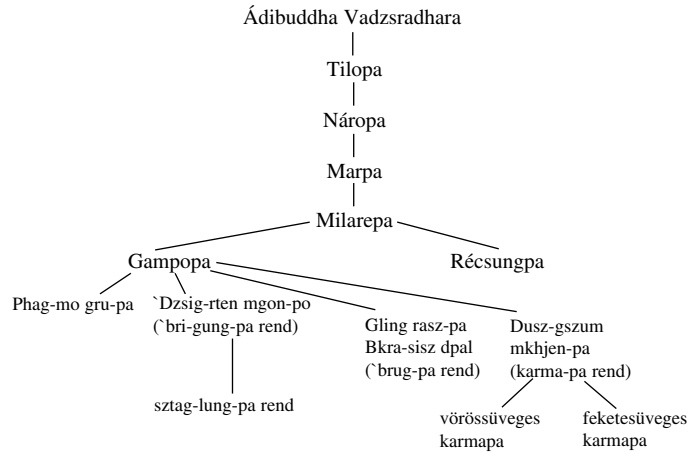 Ádibuddha Vadzsradhara
Tilopa
Náropa
Marpa
Milarepa
Gampopa
Récsungpa
Phag-mo gru-pa
`Dzsig-rten mgon-po
(`bri-gung-pa rend)
Gling rasz-pa
Bkra-sisz dpal
(`brug-pa rend)
Dusz-gszum
mkhjen-pa
(karma-pa rend)
sztag-lung-pa rend
vörössüveges
karmapa
feketesüveges
karmapa